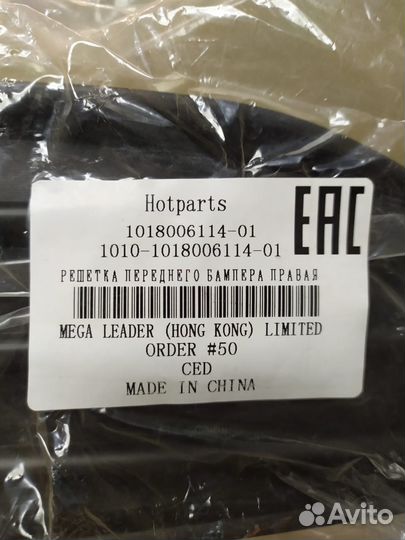 Hotparts
EAC
1018006114-01
1010-1018006114-01
РЕШЕТКА ПЕРЕДНЕГО БАМПЕРА ПРАВАЯ
MEGA LEADER (HONG KONG) LIMITED
ORDER #50
CED
MADE IN CHINA
Avito